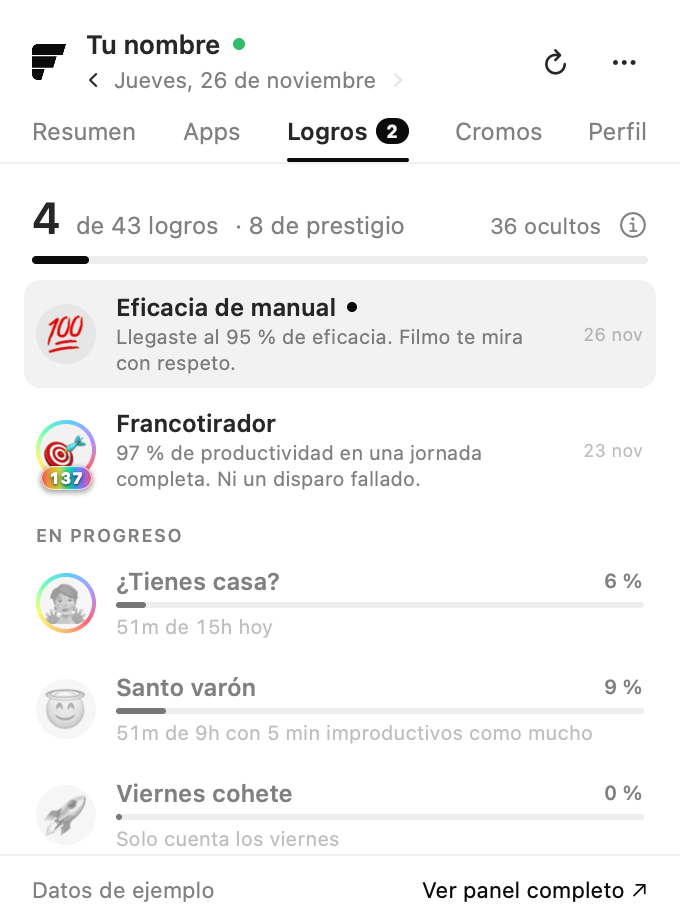 Tu nombre
Jueves, 26 de noviembre
Resumen Apps Logros 2 Cromos Perfil
4 de 43 logros · 8 de prestigio 36 ocultos
Eficacia de manual
Llegaste al 95 % de eficacia. Filmo te mira
con respeto.
26 nov
Francotirador
97 % de productividad en una jornada
completa. Ni un disparo fallado.
23 nov
137
EN PROGRESO
¿Tienes casa? 6 %
51m de 15h hoy
Santo varón 9 %
51m de 9h con 5 min improductivos como mucho
Viernes cohete 0 %
Solo cuenta los viernes
Datos de ejemplo Ver panel completo ↗